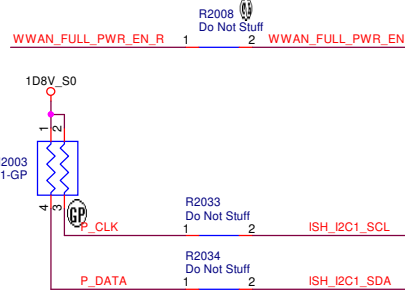 R2008
Do Not Stuff
WWAN_FULL_PWR_EN_R 1 2 WWAN_FULL_PWR_EN
1D8V_S0
1 2
2003
1-GP
4 3
GP
P_CLK
R2033
Do Not Stuff
1 2 ISH_I2C1_SCL
R2034
Do Not Stuff
P_DATA 1 2 ISH_I2C1_SDA